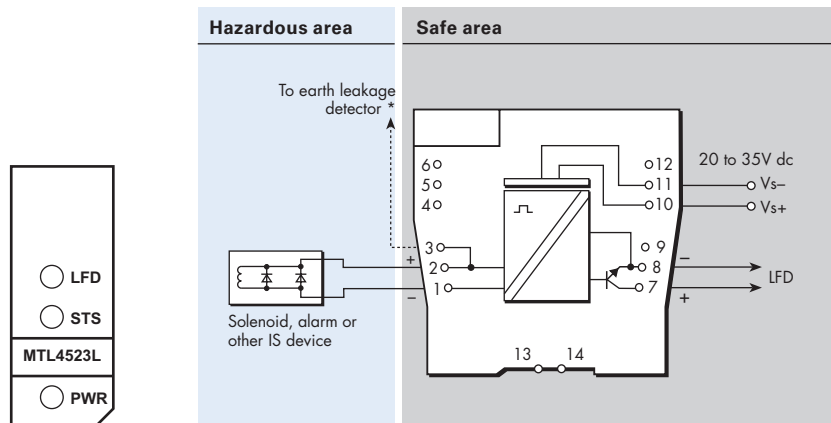 Hazardous area
Safe area
To earth leakage
detector *
6
5
4
3
+
2
1
–
12
11
10
9
8
7
20 to 35V dc
Vs–
Vs+
–
LFD
+
Solenoid, alarm or
other IS device
13 14
LFD
STS
MTL4523L
PWR